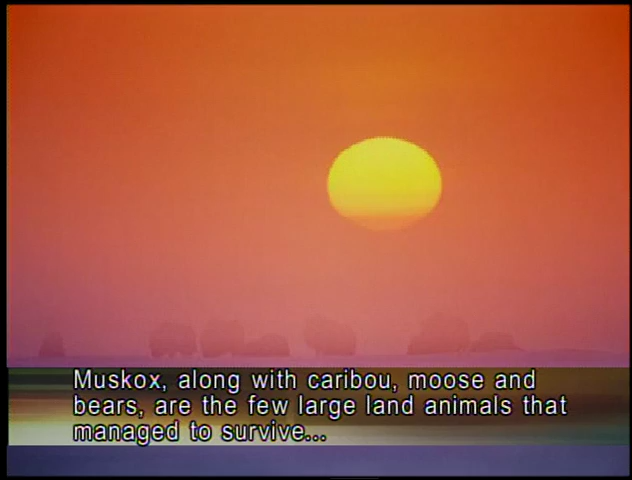 Muskox, along with caribou, moose and
bears, are the few large land animals that
managed to survive...